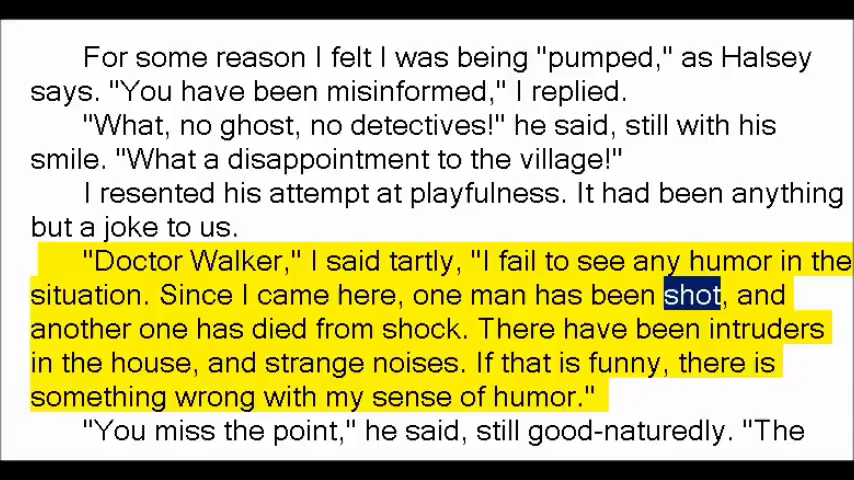 For some reason I felt I was being "pumped," as Halsey
says. "You have been misinformed," I replied.
"What, no ghost, no detectives!" he said, still with his
smile. "What a disappointment to the village!"
I resented his attempt at playfulness. It had been anything
but a joke to us.
"Doctor Walker," I said tartly, "I fail to see any humor in the
situation. Since I came here, one man has been shot, and
another one has died from shock. There have been intruders
in the house, and strange noises. If that is funny, there is
something wrong with my sense of humor."
"You miss the point," he said, still good-naturedly. "The